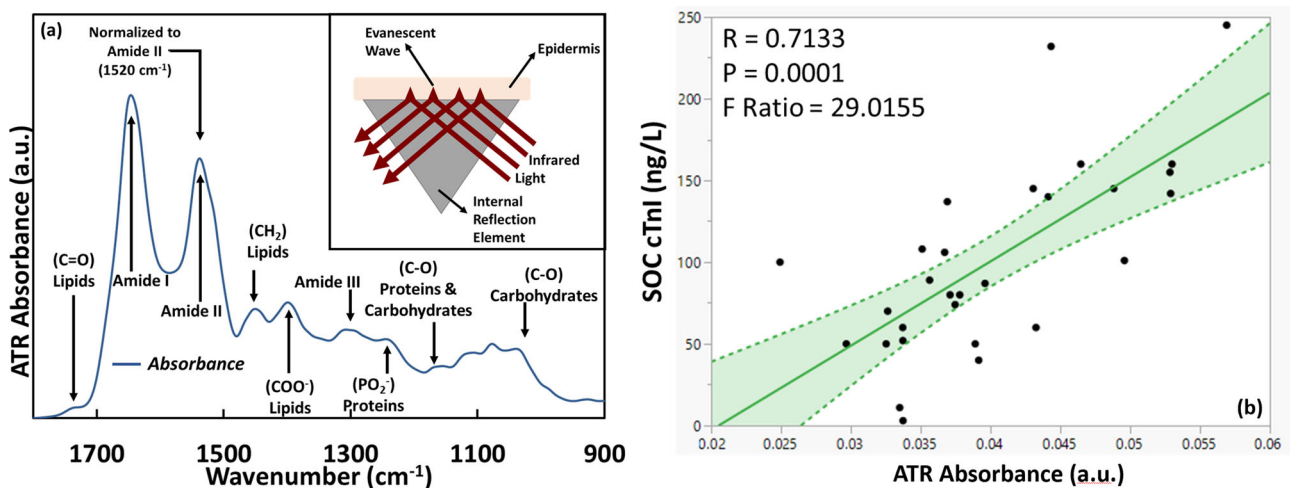 (a)
Normalized to
Amide II
(1520 cm⁻¹)
Evanescent
Wave
Epidermis
Infrared
Light
Internal
Reflection
Element
(C=O)
Lipids
Amide I
Amide II
(CH₂)
Lipids
(COO⁻)
Lipids
Amide III
(PO₂⁻)
Proteins
(C-O)
Proteins &
Carbohydrates
(C-O)
Carbohydrates
Absorbance
ATR Absorbance (a.u.)
1700 1500 1300 1100 900
Wavenumber (cm⁻¹)
R = 0.7133
P = 0.0001
F Ratio = 29.0155
SOC cTnI (ng/L)
250
200
150
100
50
0
(b)
0.02 0.025 0.03 0.035 0.04 0.045 0.05 0.055 0.06
ATR Absorbance (a.u.)